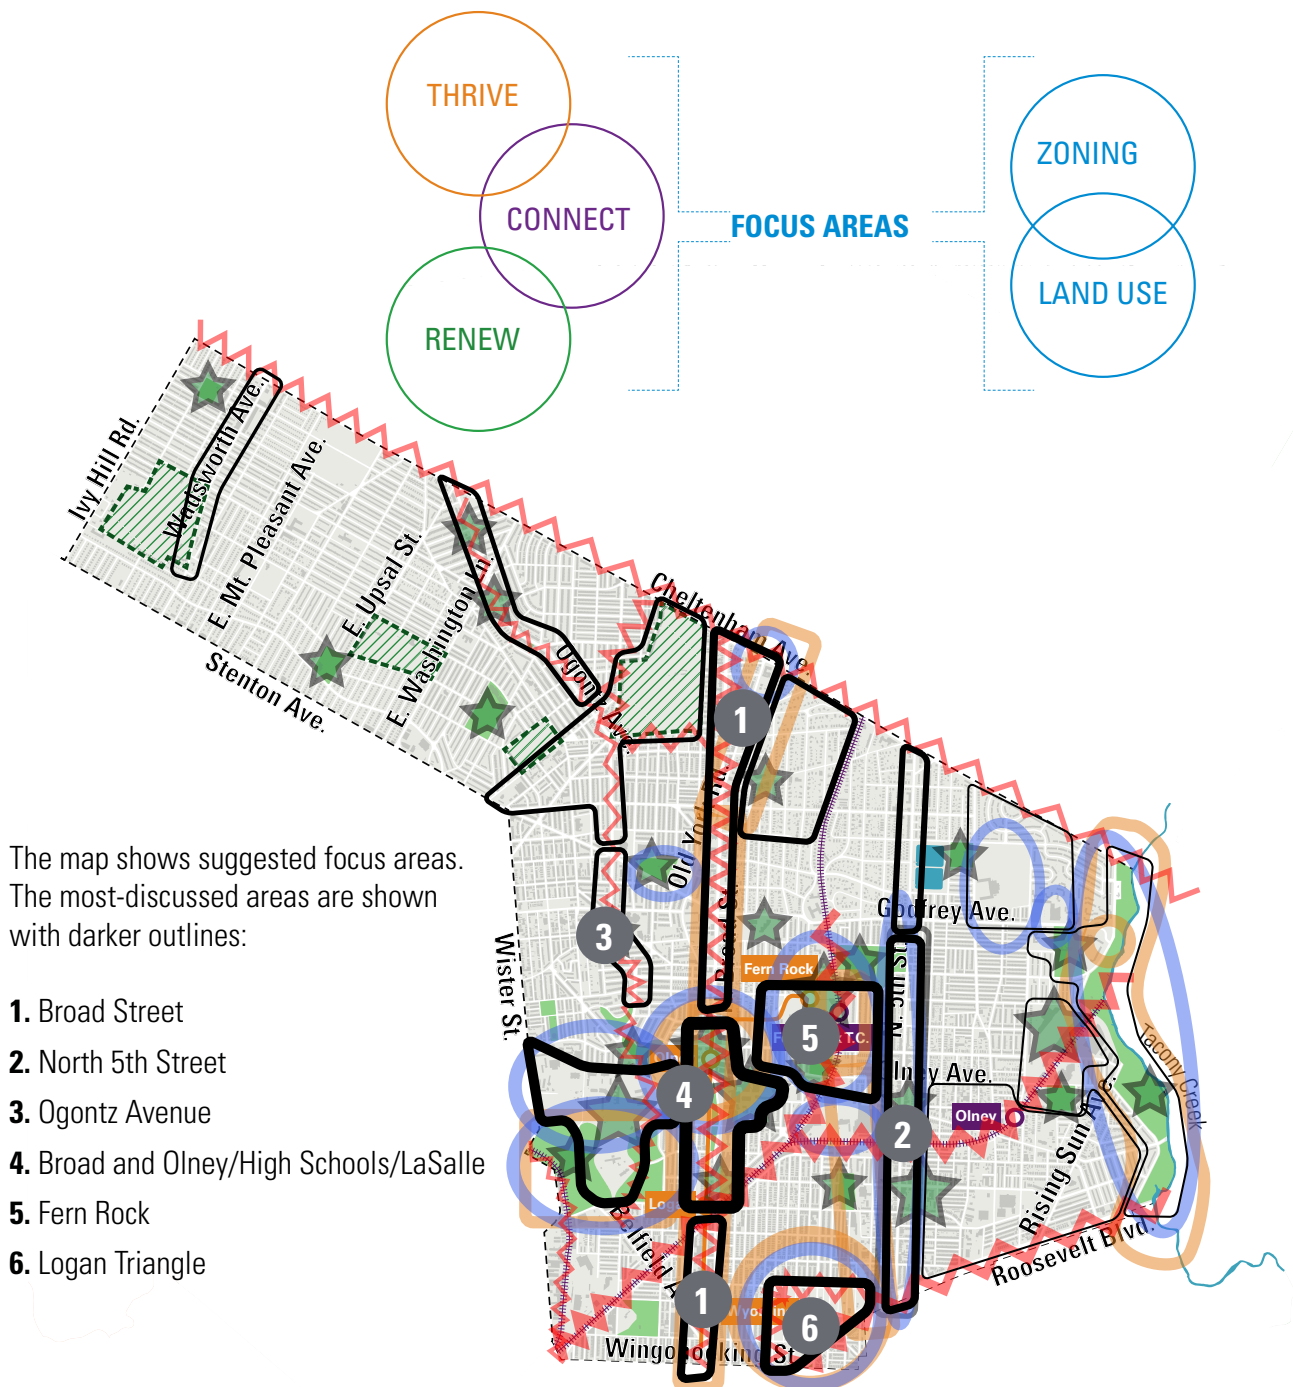 THRIVE
CONNECT
RENEW
FOCUS AREAS
ZONING
LAND USE
Ivy Hill Rd.
Wadsworth Ave.
E. Mt. Pleasant Ave.
E. Upsal St.
E. Washington Ln.
Stenton Ave.
Cheltenham Ave.
Ogontz Ave.
1
Old York Rd.
Broad St.
Godfrey Ave.
3
Wister St.
Fern Rock
N. 5th St.
5
T.C.
Olney Ave.
4
Olney
2
Tacony Creek
Rising Sun Ave.
Roosevelt Blvd.
Belfield
1
6
Wingohocking St
The map shows suggested focus areas.
The most-discussed areas are shown
with darker outlines:
1. Broad Street
2. North 5th Street
3. Ogontz Avenue
4. Broad and Olney/High Schools/LaSalle
5. Fern Rock
6. Logan Triangle